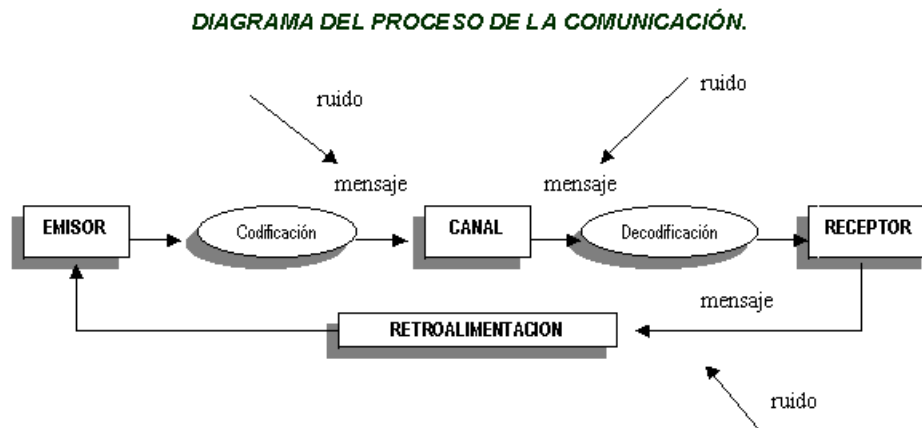 DIAGRAMA DEL PROCESO DE LA COMUNICACIÓN.
ruido
ruido
mensaje
mensaje
EMISOR
Codificación
CANAL
Decodificación
RECEPTOR
mensaje
RETROALIMENTACION
ruido